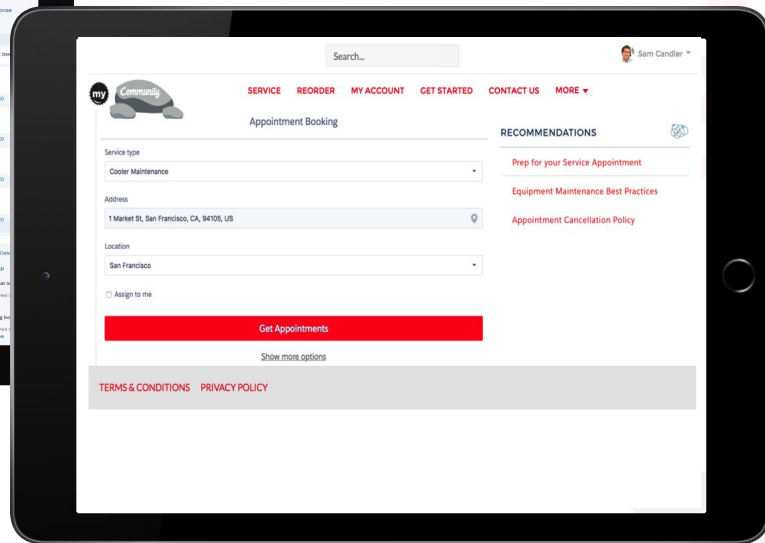 Search...
Sam Candler
my Community
SERVICE REORDER MY ACCOUNT GET STARTED CONTACT US MORE
Appointment Booking
Service type
Cooler Maintenance
Address
1 Market St, San Francisco, CA, 94105, US
Location
San Francisco
Assign to me
Get Appointments
Show more options
RECOMMENDATIONS
Prep for your Service Appointment
Equipment Maintenance Best Practices
Appointment Cancellation Policy
TERMS & CONDITIONS PRIVACY POLICY